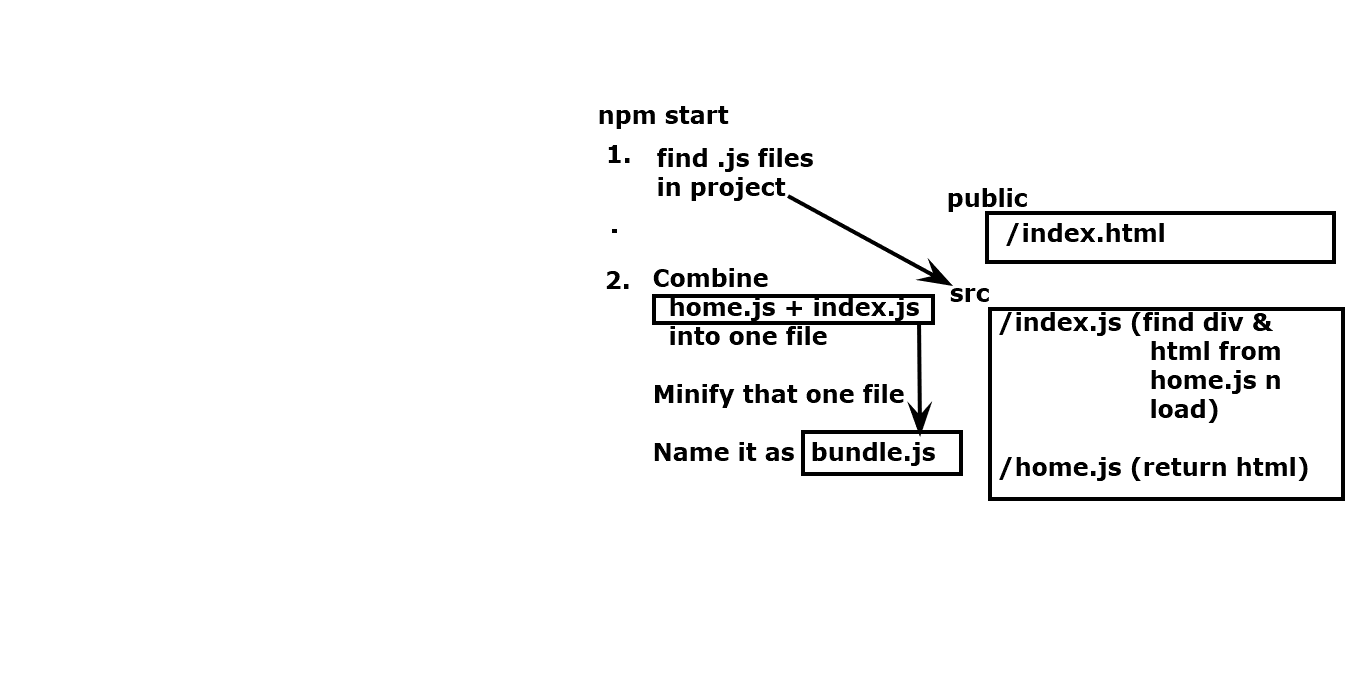 npm start
1. find .js files
in project
.
2. Combine
home.js + index.js
into one file
Minify that one file
Name it as bundle.js
public
/index.html
src
/index.js (find div &
html from
home.js n
load)
/home.js (return html)